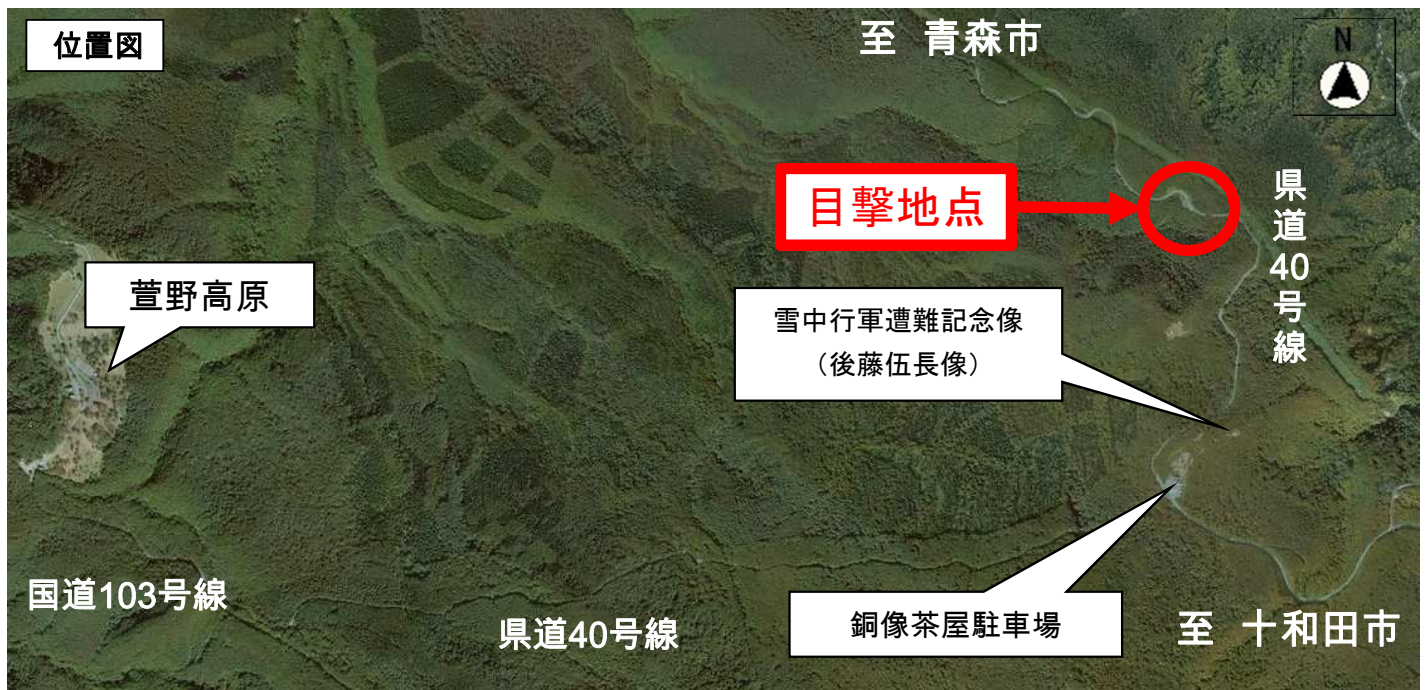 位置図
至 青森市
N
目撃地点
県道40号線
萱野高原
雪中行軍遭難記念像
(後藤伍長像)
国道103号線
県道40号線
銅像茶屋駐車場
至 十和田市